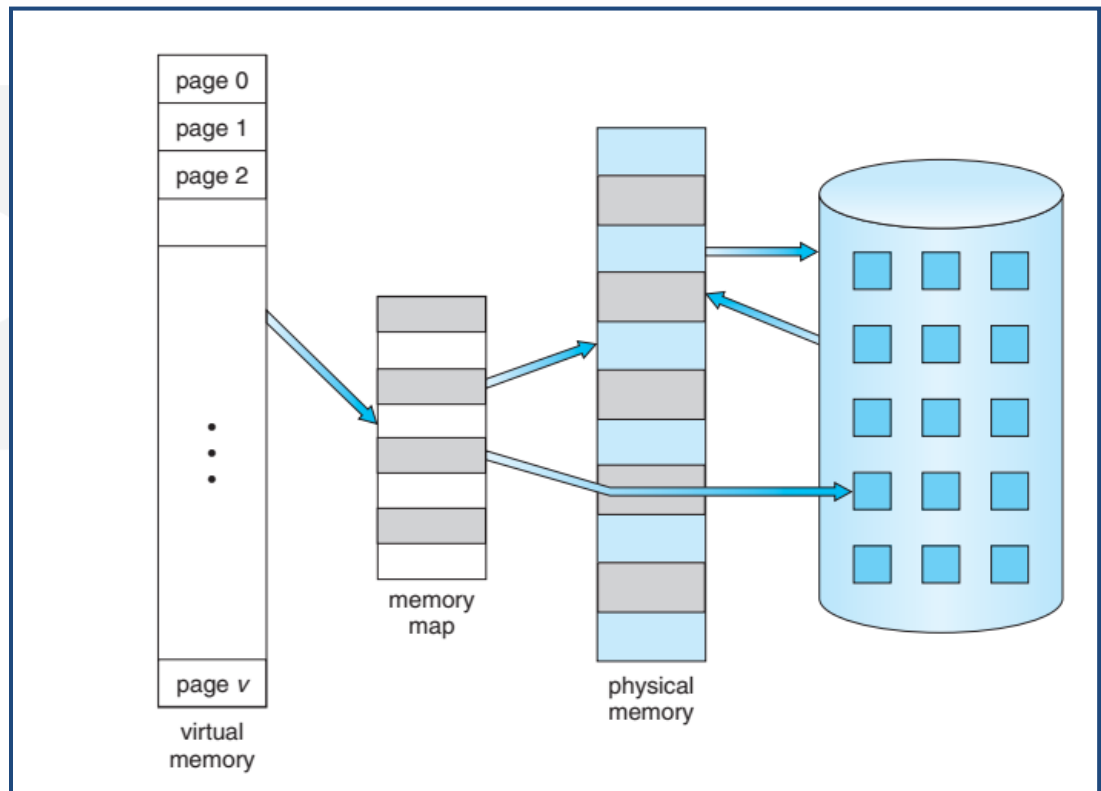 page 0
page 1
page 2
page v
virtual
memory
memory
map
physical
memory